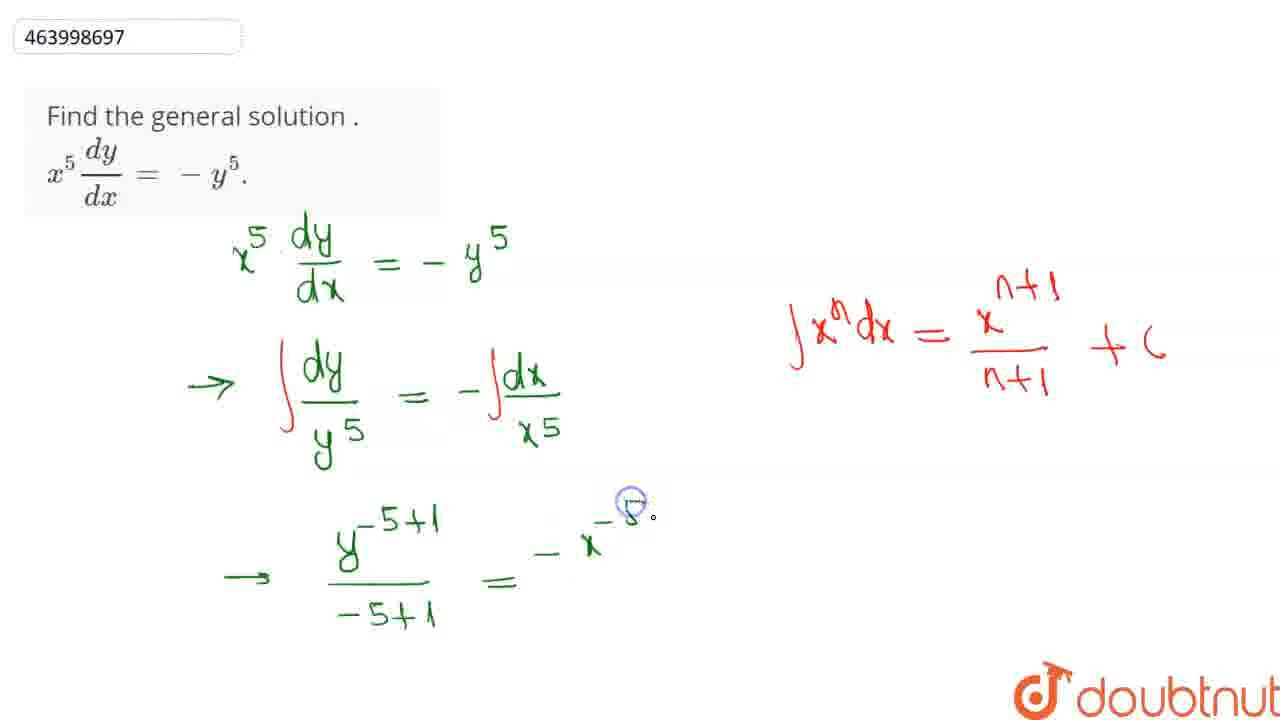 463998697
Find the general solution .
x^5 dy/dx = - y^5.
x^5 dy/dx = - y^5
→ ∫ dy/y^5 = - ∫ dx/x^5
∫ x^n dx = x^(n+1)/(n+1) + C
→ y^(-5+1)/(-5+1) = - x^(-5
doubtnut